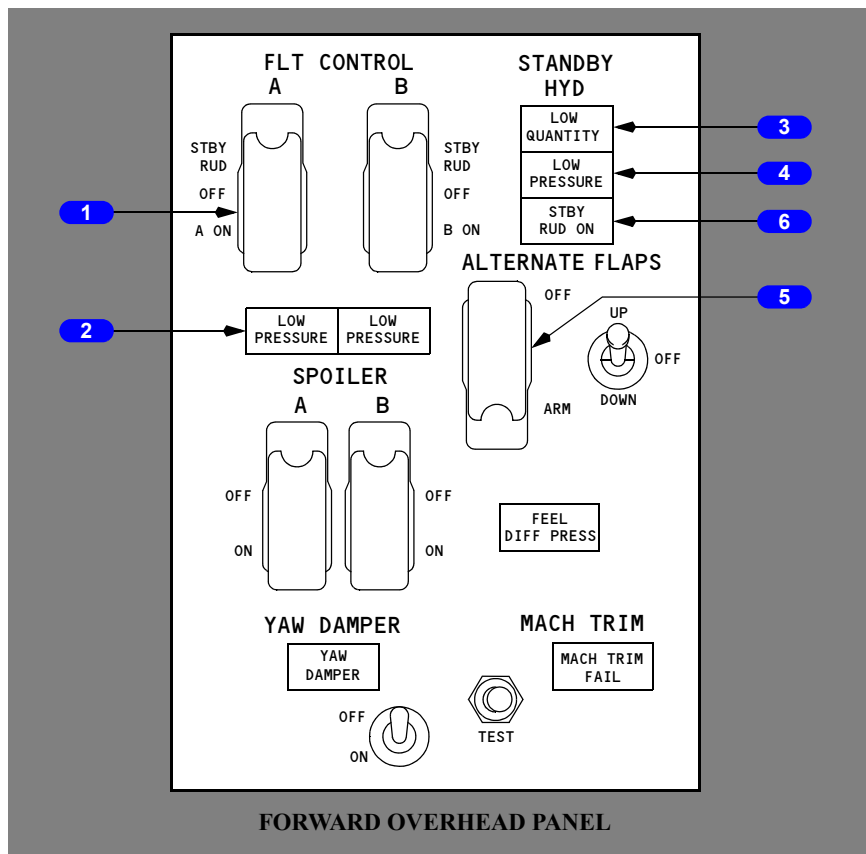 FLT CONTROL
A
B
STBY
RUD
OFF
A ON
STBY
RUD
OFF
B ON
STANDBY
HYD
LOW
QUANTITY
LOW
PRESSURE
STBY
RUD ON
3
4
6
1
ALTERNATE FLAPS
OFF
ARM
UP
OFF
DOWN
5
2
LOW
PRESSURE
LOW
PRESSURE
SPOILER
A
B
OFF
ON
OFF
ON
FEEL
DIFF PRESS
YAW DAMPER
YAW
DAMPER
OFF
ON
MACH TRIM
MACH TRIM
FAIL
TEST
FORWARD OVERHEAD PANEL